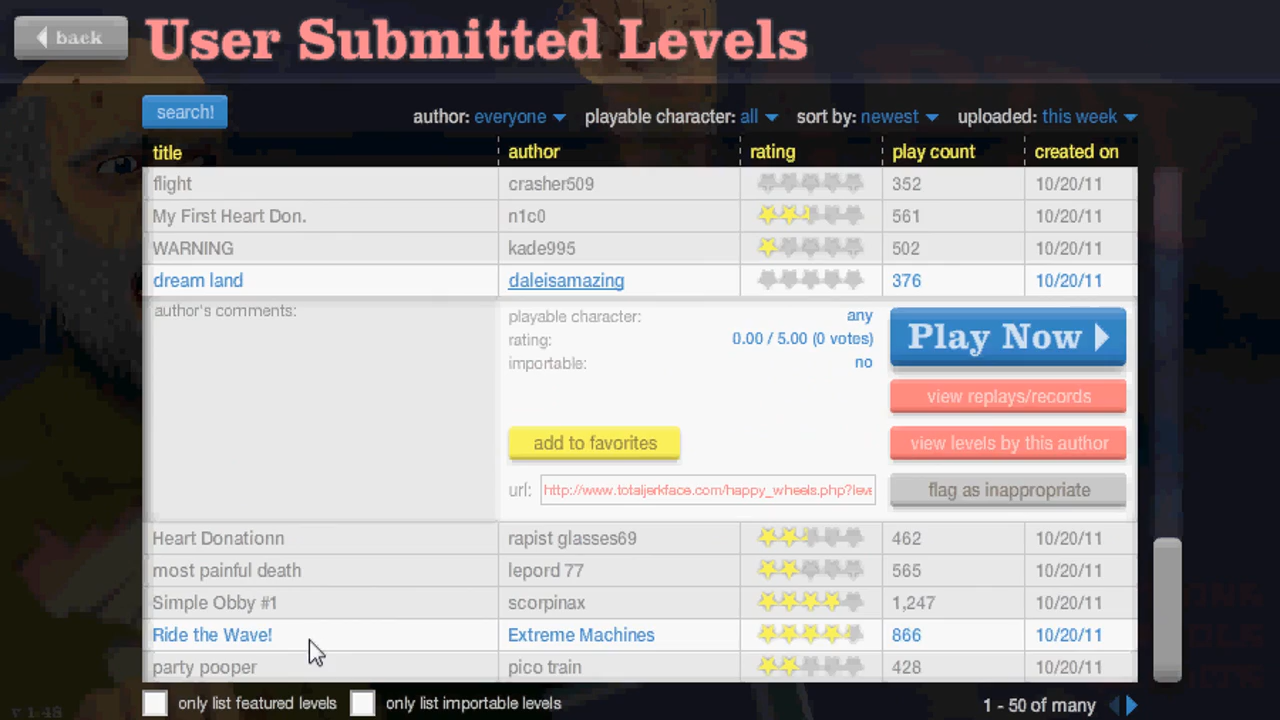 back
User Submitted Levels
search!
author: everyone playable character: all sort by: newest uploaded: this week
title author rating play count created on
flight crasher509 352 10/20/11
My First Heart Don. n1c0 561 10/20/11
WARNING kade995 502 10/20/11
dream land daleisamazing 376 10/20/11
author's comments:
playable character: any
rating: 0.00 / 5.00 (0 votes)
importable: no
Play Now
view replays/records
add to favorites
view levels by this author
url: http://www.totaljerkface.com/happy_wheels.php?leve
flag as inappropriate
Heart Donationn rapist glasses69 462 10/20/11
most painful death lepord 77 565 10/20/11
Simple Obby #1 scorpinax 1,247 10/20/11
Ride the Wave! Extreme Machines 866 10/20/11
party pooper pico train 428 10/20/11
only list featured levels only list importable levels
1 - 50 of many
v 1.48